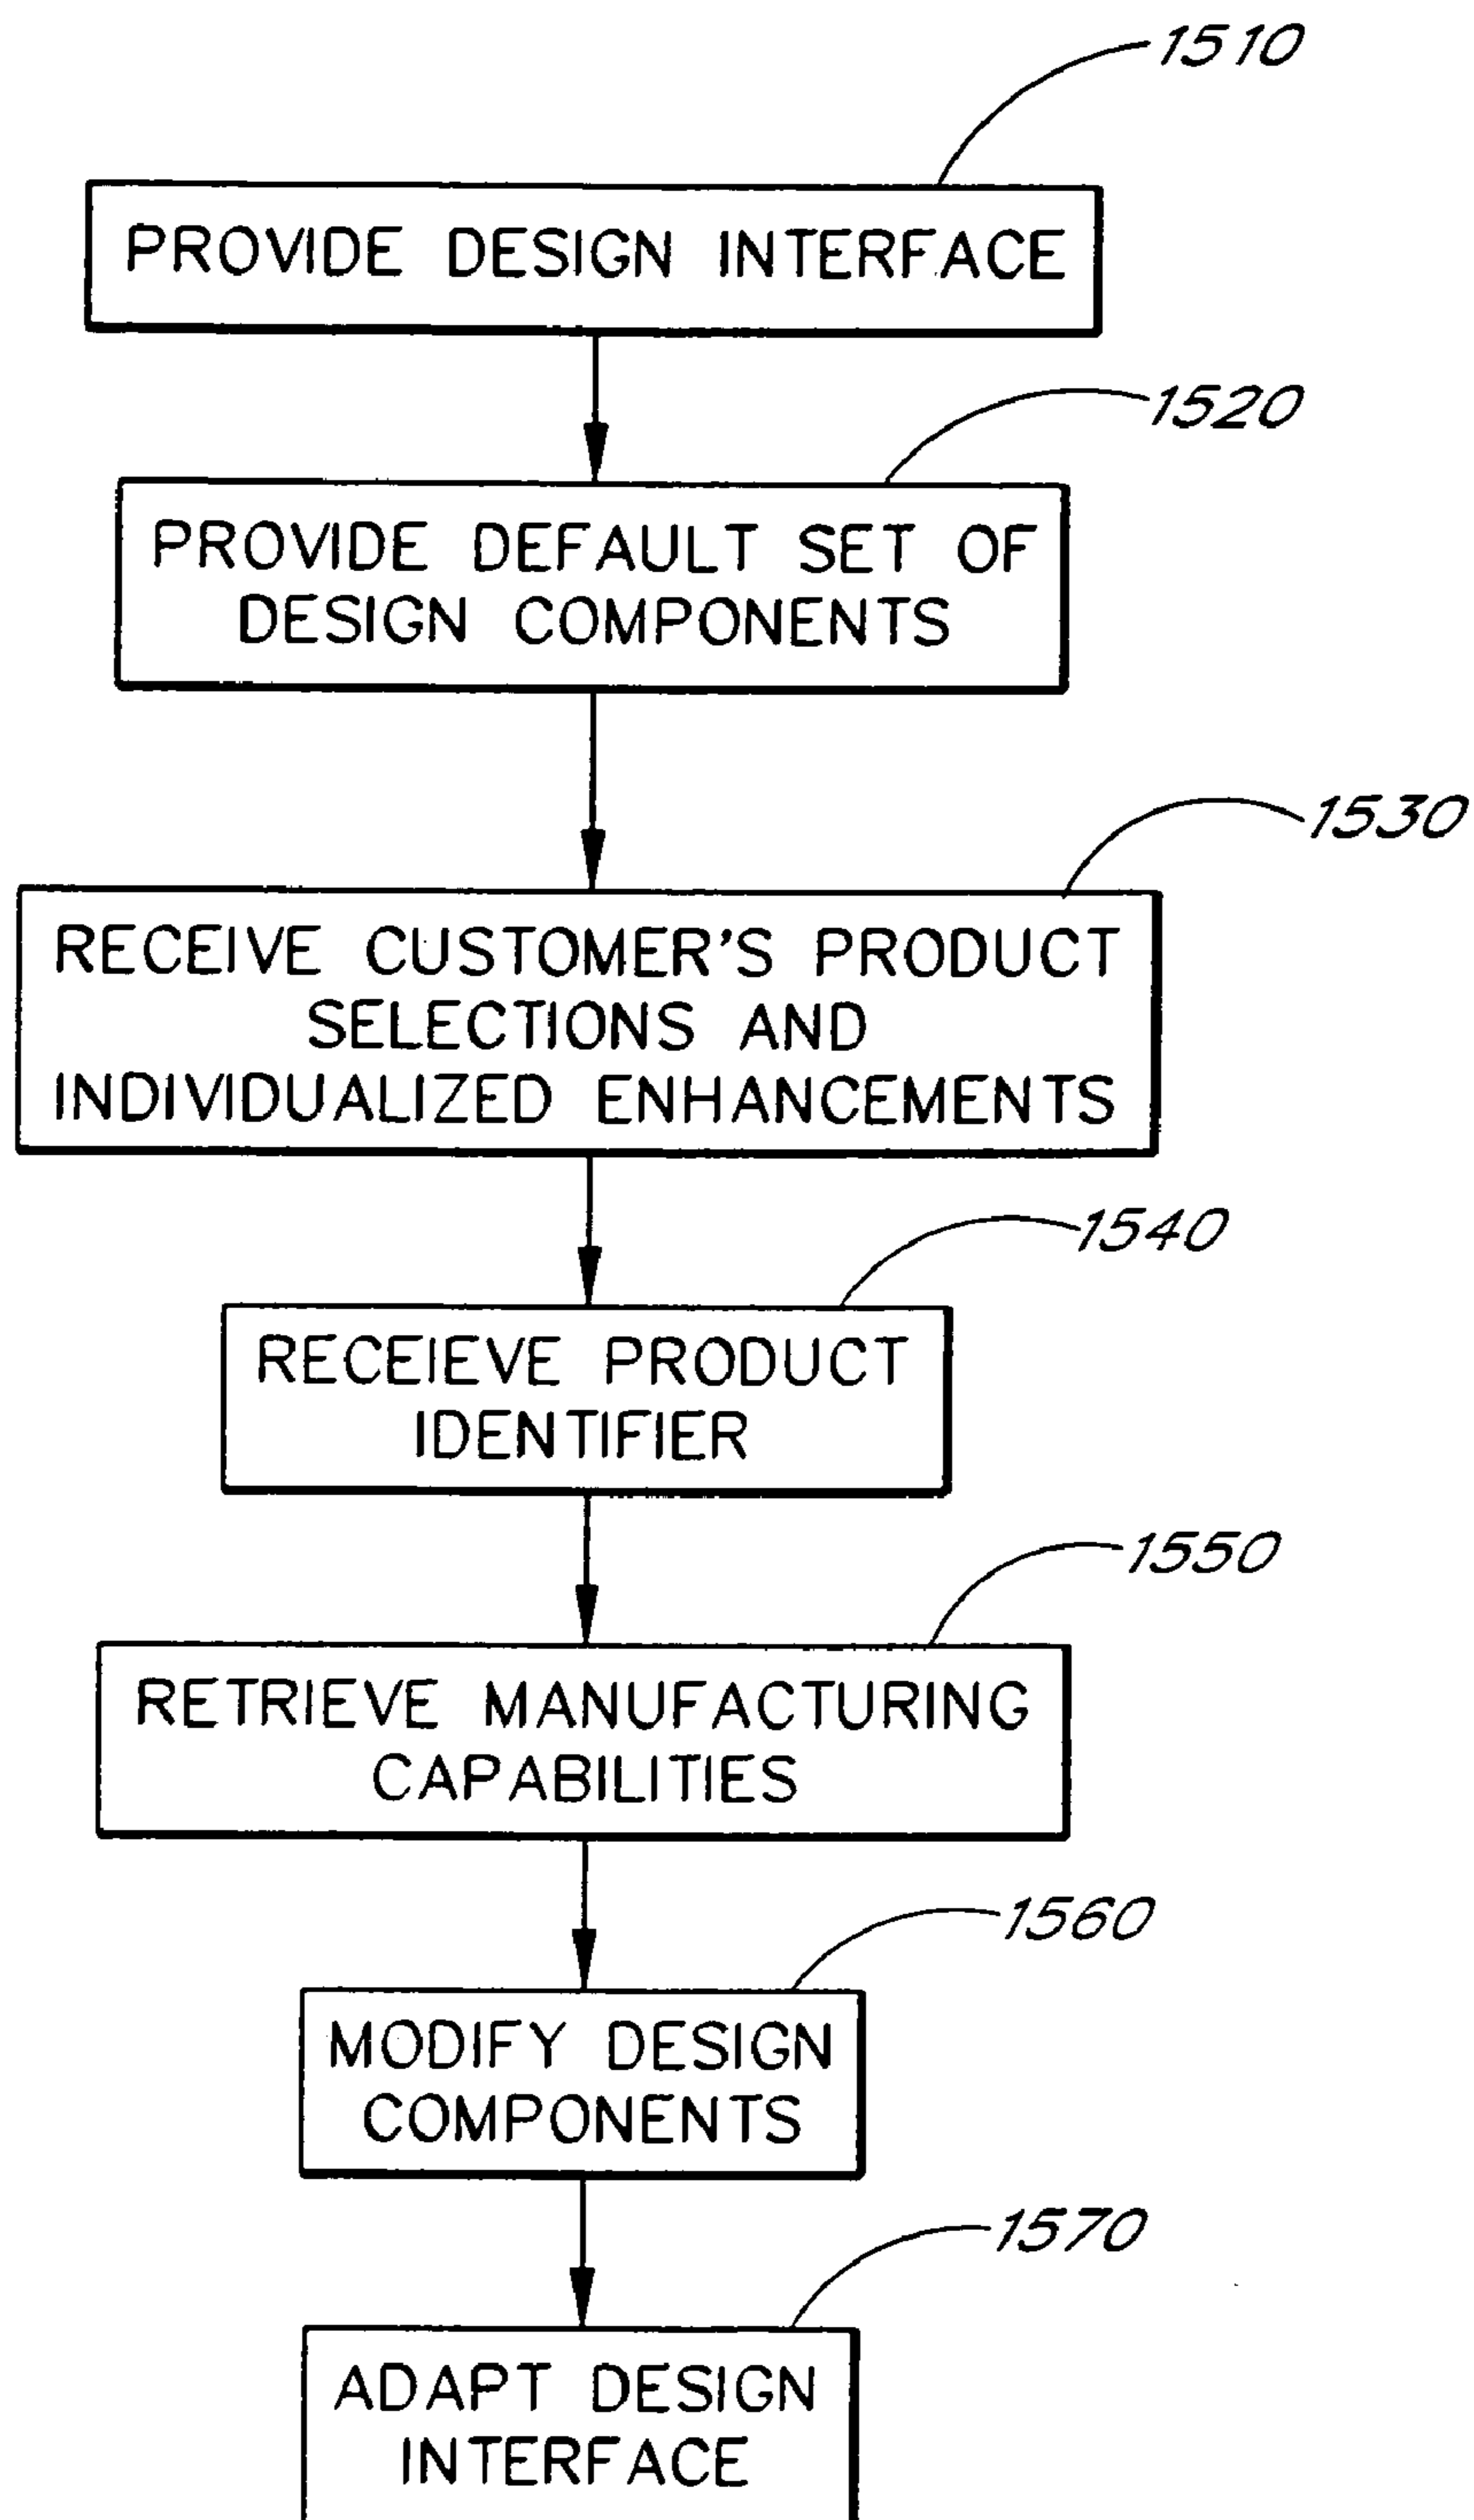 1510
PROVIDE DESIGN INTERFACE
1520
PROVIDE DEFAULT SET OF
DESIGN COMPONENTS
1530
RECEIVE CUSTOMER'S PRODUCT
SELECTIONS AND
INDIVIDUALIZED ENHANCEMENTS
1540
RECEIEVE PRODUCT
IDENTIFIER
1550
RETRIEVE MANUFACTURING
CAPABILITIES
1560
MODIFY DESIGN
COMPONENTS
1570
ADAPT DESIGN
INTERFACE